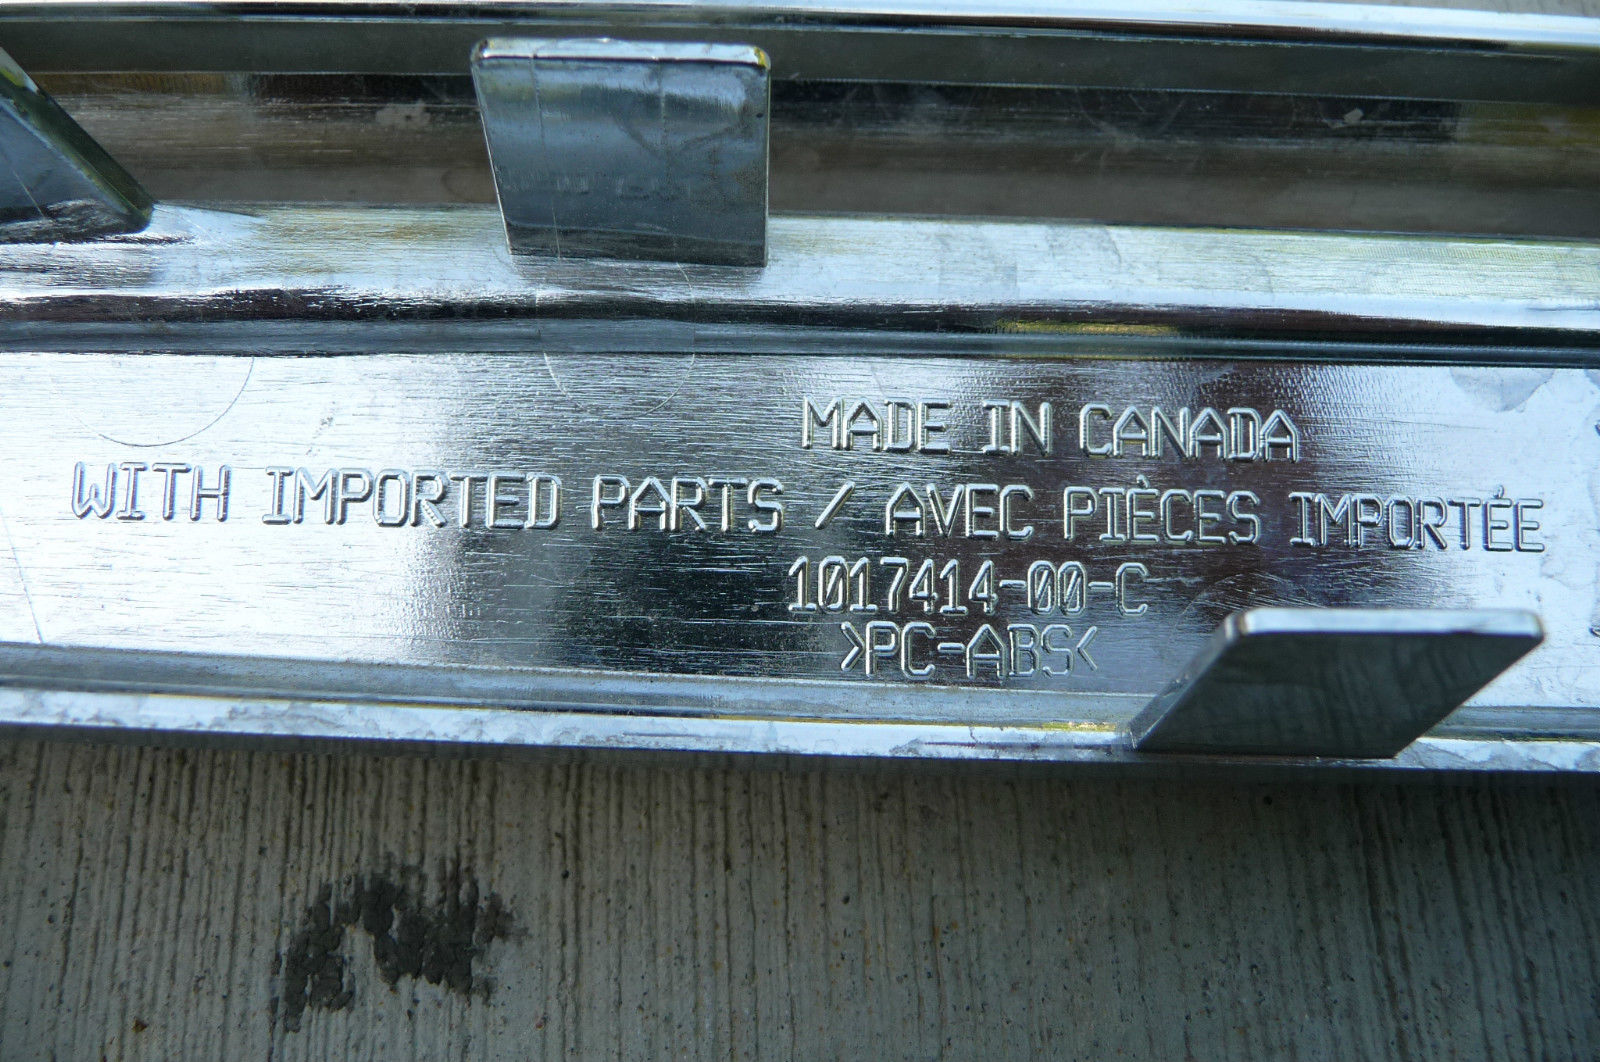 MADE IN CANADA
WITH IMPORTED PARTS / AVEC PIÈCES IMPORTÉE
1017414-00-C
>PC-ABS<